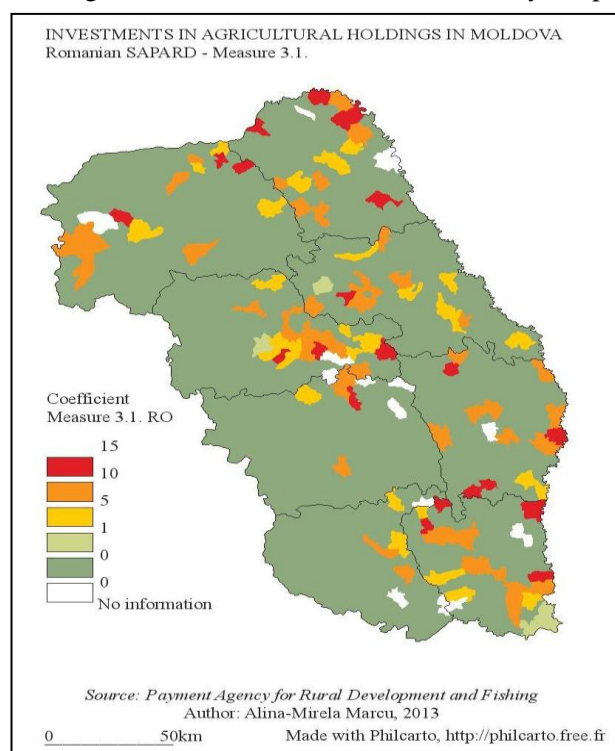 INVESTMENTS IN AGRICULTURAL HOLDINGS IN MOLDOVA
Romanian SAPARD - Measure 3.1.
Coefficient
Measure 3.1. RO
15
10
5
1
0
0
No information
Source: Payment Agency for Rural Development and Fishing
Author: Alina-Mirela Marcu, 2013
0 50km Made with Philcarto, http://philcarto.free.fr